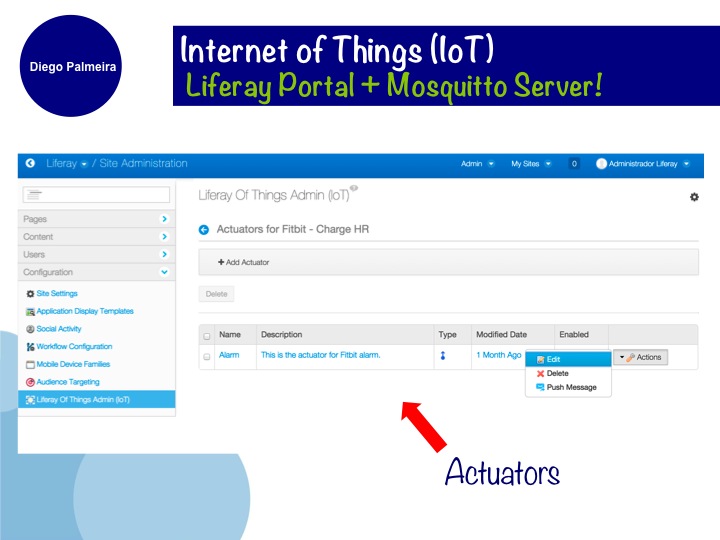 Diego Palmeira
Internet of Things (IoT)
Liferay Portal + Mosquitto Server!
Liferay / Site Administration
Admin My Sites 0 Administrador Liferay
Liferay Of Things Admin (IoT)
Pages
Content
Users
Configuration
Site Settings
Application Display Templates
Social Activity
Workflow Configuration
Mobile Device Families
Audience Targeting
Liferay Of Things Admin (IoT)
Actuators for Fitbit - Charge HR
+ Add Actuator
Delete
Name Description Type Modified Date Enabled
Alarm This is the actuator for Fitbit alarm. 1 Month Ago Actions
Edit
Delete
Push Message
Actuators